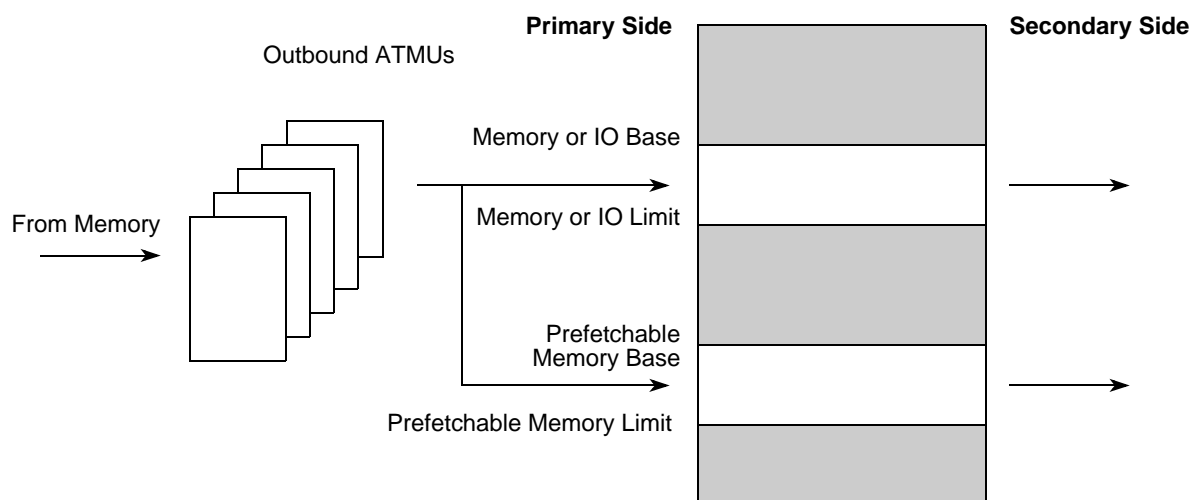 Primary Side
Secondary Side
Outbound ATMUs
Memory or IO Base
Memory or IO Limit
From Memory
Prefetchable
Memory Base
Prefetchable Memory Limit